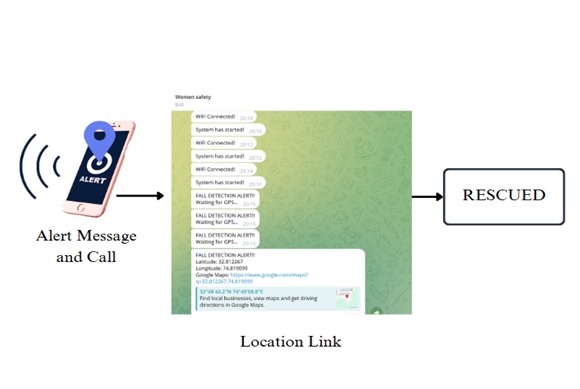 Women safety
Exit
WiFi Connected! 20:10
System has started! 20:10
WiFi Connected! 20:12
System has started! 20:12
WiFi Connected! 20:14
System has started! 20:14
FALL DETECTION ALERT!!
Waiting for GPS... 20:15
FALL DETECTION ALERT!!
Waiting for GPS... 20:15
FALL DETECTION ALERT!!
Waiting for GPS... 20:15
FALL DETECTION ALERT!!
Latitude: 32.812267
Longitude: 74.819099
Google Maps: https://www.google.com/maps?
q=32.812267,74.819099
32°48'44.2"N 74°49'08.8"E
Find local businesses, view maps and get driving
directions in Google Maps.
ALERT
Alert Message
and Call
RESCUED
Location Link